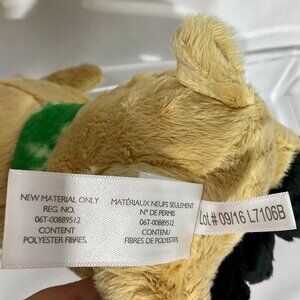 NEW MATERIAL ONLY
REG. NO.
06T-00889512
CONTENT
POLYESTER FIBRES,
MATÉRIAUX NEUFS SEULEMENT
N° DE PERMIS
06T-00889512
CONTENU
FIBRES DE POLYESTER,
Lot # 09/16 L7106B